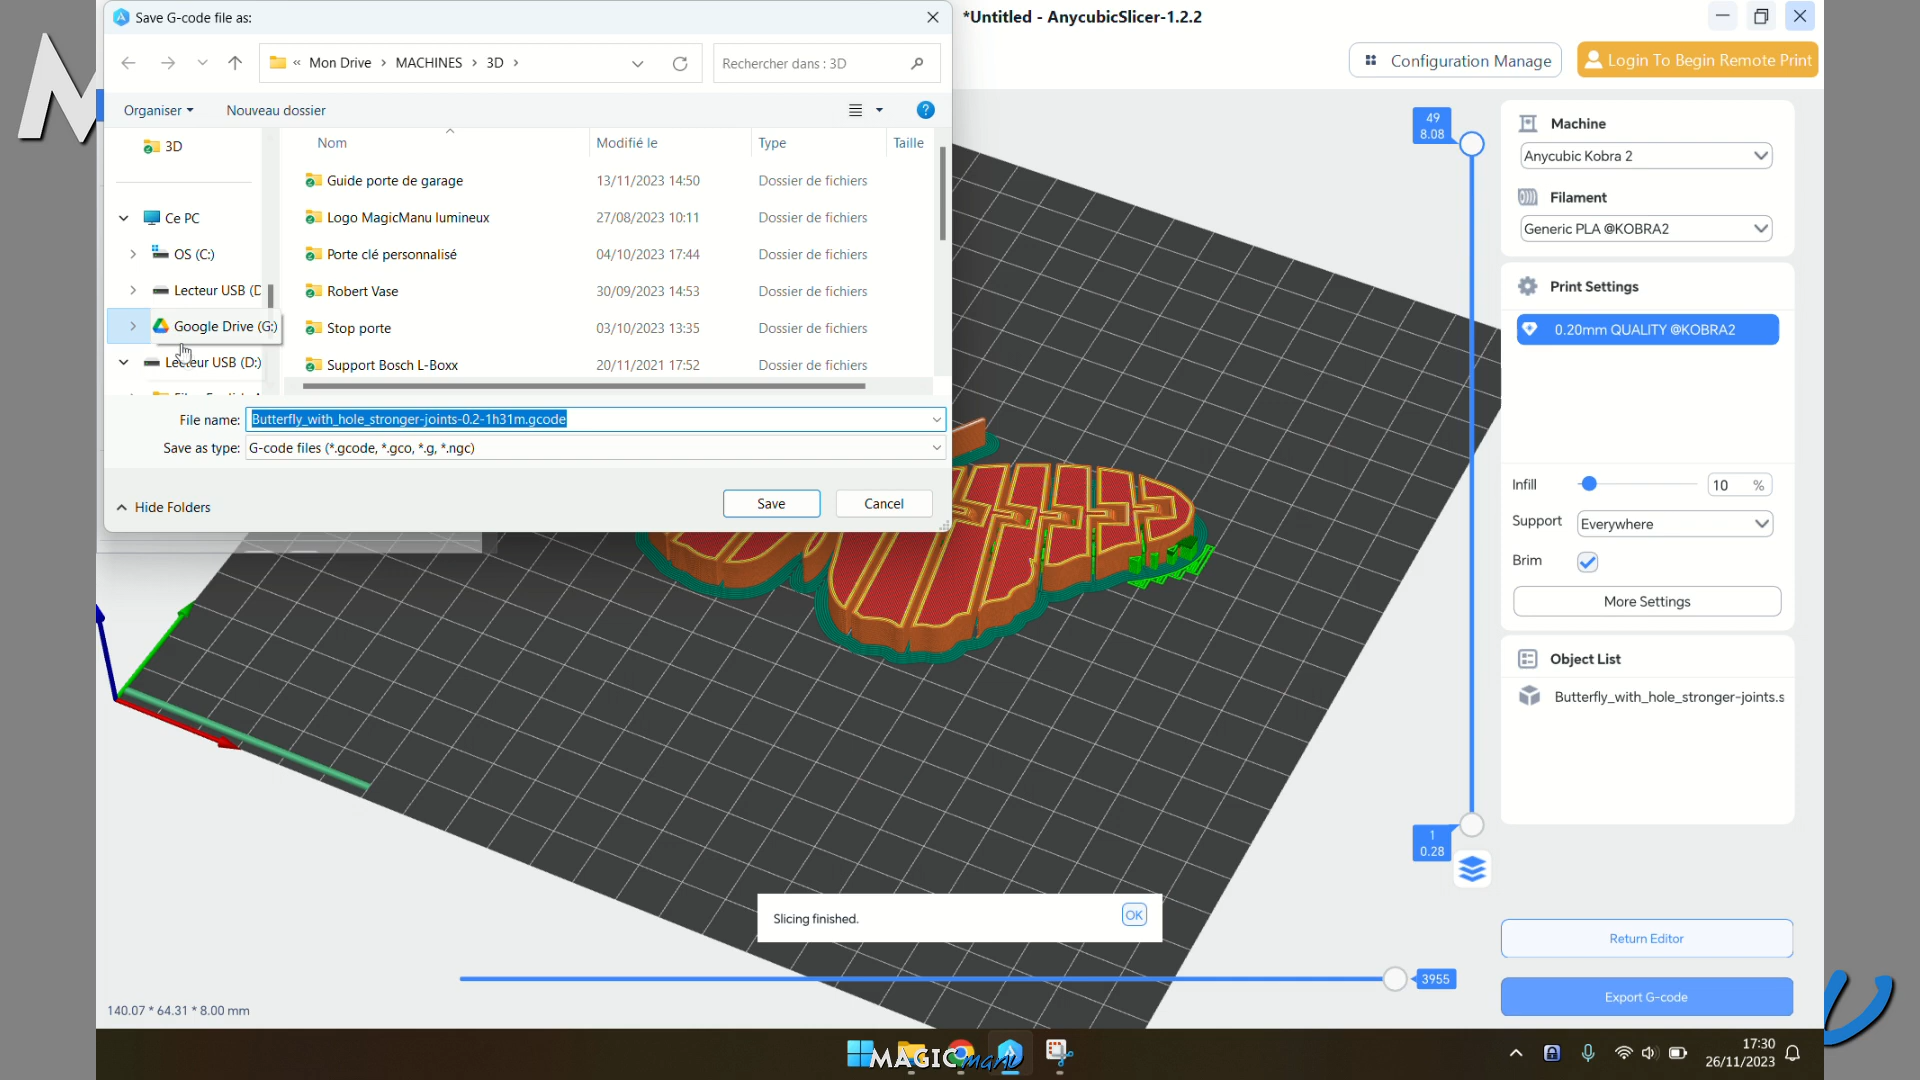 Save G-code file as:
*Untitled - AnycubicSlicer-1.2.2
« Mon Drive › MACHINES › 3D ›
Rechercher dans : 3D
Configuration Manage
Login To Begin Remote Print
Organiser
Nouveau dossier
3D
Ce PC
OS (C:)
Lecteur USB (D
Google Drive (G:)
Lecteur USB (D:)
Nom Modifié le Type Taille
Guide porte de garage 13/11/2023 14:50 Dossier de fichiers
Logo MagicManu lumineux 27/08/2023 10:11 Dossier de fichiers
Porte clé personnalisé 04/10/2023 17:44 Dossier de fichiers
Robert Vase 30/09/2023 14:53 Dossier de fichiers
Stop porte 03/10/2023 13:35 Dossier de fichiers
Support Bosch L-Boxx 20/11/2021 17:52 Dossier de fichiers
File name: Butterfly_with_hole_stronger-joints-0.2-1h31m.gcode
Save as type: G-code files (*.gcode, *.gco, *.g, *.ngc)
Hide Folders
Save
Cancel
49
8.08
1
0.28
Machine
Anycubic Kobra 2
Filament
Generic PLA @KOBRA2
Print Settings
0.20mm QUALITY @KOBRA2
Infill 10 %
Support Everywhere
Brim
More Settings
Object List
Butterfly_with_hole_stronger-joints.s
Slicing finished.
OK
3955
Return Editor
Export G-code
140.07 * 64.31 * 8.00 mm
MAGIC manu
17:30
26/11/2023